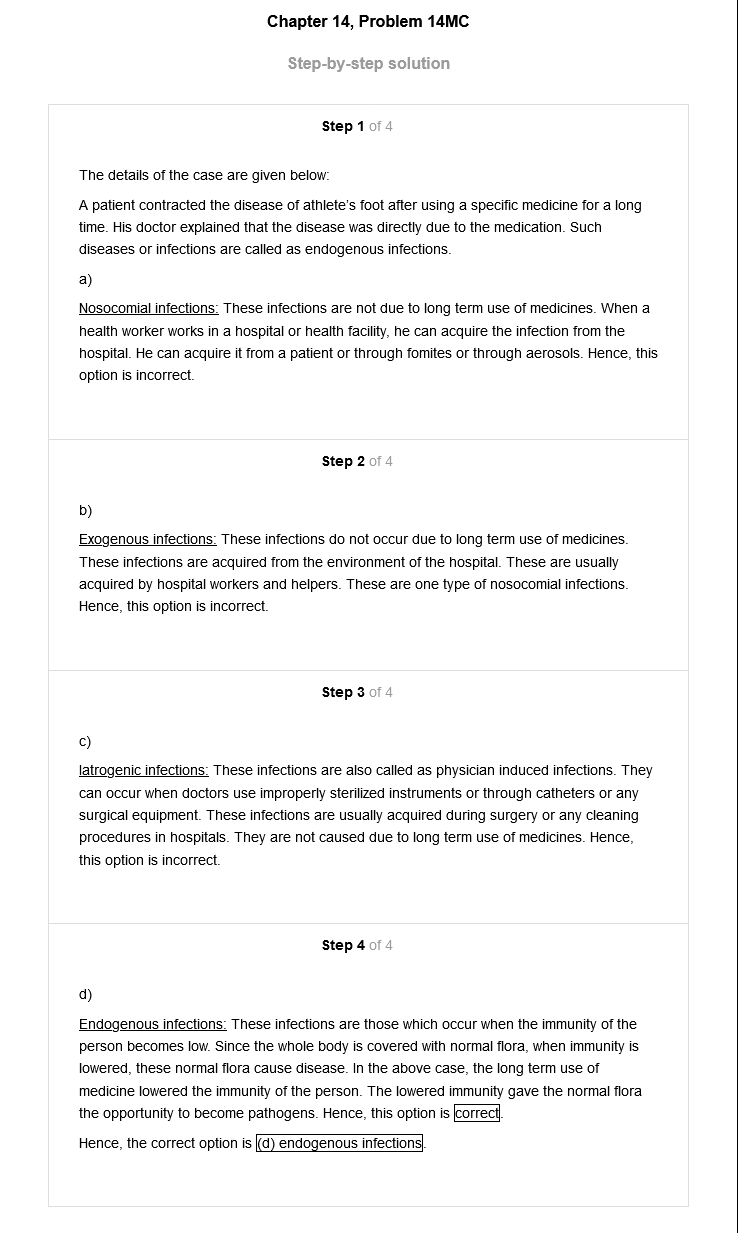 Chapter 14, Problem 14MC
Step-by-step solution
Step 1 of 4
The details of the case are given below:
A patient contracted the disease of athlete's foot after using a specific medicine for a long
time. His doctor explained that the disease was directly due to the medication. Such
diseases or infections are called as endogenous infections.
a)
Nosocomial infections: These infections are not due to long term use of medicines. When a
health worker works in a hospital or health facility, he can acquire the infection from the
hospital. He can acquire it from a patient or through fomites or through aerosols. Hence, this
option is incorrect.
Step 2 of 4
b)
Exogenous infections: These infections do not occur due to long term use of medicines.
These infections are acquired from the environment of the hospital. These are usually
acquired by hospital workers and helpers. These are one type of nosocomial infections.
Hence, this option is incorrect.
Step 3 of 4
c)
Iatrogenic infections: These infections are also called as physician induced infections. They
can occur when doctors use improperly sterilized instruments or through catheters or any
surgical equipment. These infections are usually acquired during surgery or any cleaning
procedures in hospitals. They are not caused due to long term use of medicines. Hence,
this option is incorrect.
Step 4 of 4
d)
Endogenous infections: These infections are those which occur when the immunity of the
person becomes low. Since the whole body is covered with normal flora, when immunity is
lowered, these normal flora cause disease. In the above case, the long term use of
medicine lowered the immunity of the person. The lowered immunity gave the normal flora
the opportunity to become pathogens. Hence, this option is correct.
Hence, the correct option is (d) endogenous infections.